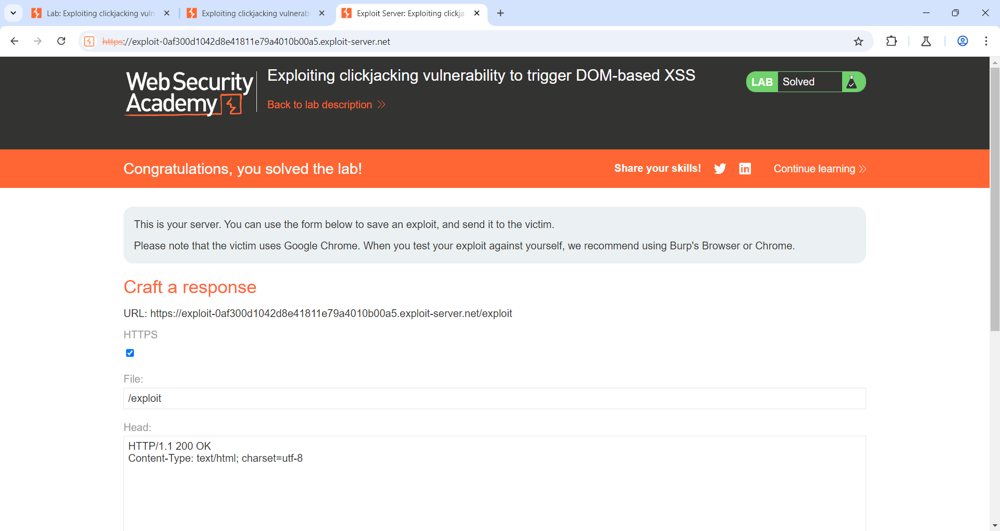 Lab: Exploiting clickjacking vuln
Exploiting clickjacking vulnerab
Exploit Server: Exploiting clickja
https://exploit-0af300d1042d8e41811e79a4010b00a5.exploit-server.net
Web Security
Academy
Exploiting clickjacking vulnerability to trigger DOM-based XSS
Back to lab description
LAB Solved
Congratulations, you solved the lab!
Share your skills!
in
Continue learning
This is your server. You can use the form below to save an exploit, and send it to the victim.
Please note that the victim uses Google Chrome. When you test your exploit against yourself, we recommend using Burp's Browser or Chrome.
Craft a response
URL: https://exploit-0af300d1042d8e41811e79a4010b00a5.exploit-server.net/exploit
HTTPS
File:
/exploit
Head:
HTTP/1.1 200 OK
Content-Type: text/html; charset=utf-8